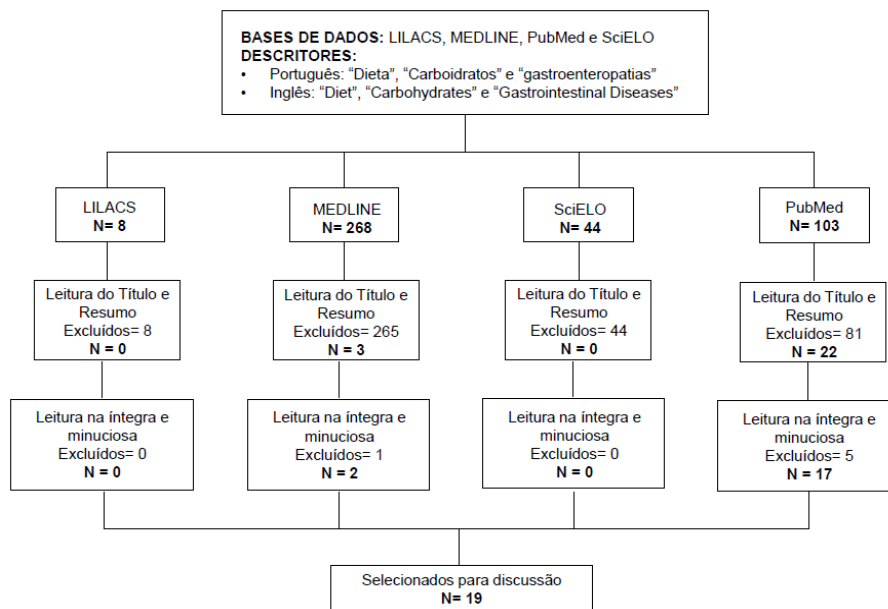 BASES DE DADOS: LILACS, MEDLINE, PubMed e SciELO
DESCRITORES:
• Português: “Dieta”, “Carboidratos” e “gastroenteropatias”
• Inglês: “Diet”, “Carbohydrates” e “Gastrointestinal Diseases”
LILACS
N= 8
MEDLINE
N= 268
SciELO
N= 44
PubMed
N= 103
Leitura do Título e
Resumo
Excluídos= 8
N = 0
Leitura do Título e
Resumo
Excluídos= 265
N = 3
Leitura do Título e
Resumo
Excluídos= 44
N = 0
Leitura do Título e
Resumo
Excluídos= 81
N = 22
Leitura na íntegra e
minuciosa
Excluídos= 0
N = 0
Leitura na íntegra e
minuciosa
Excluídos= 1
N = 2
Leitura na íntegra e
minuciosa
Excluídos= 0
N = 0
Leitura na íntegra e
minuciosa
Excluídos= 5
N = 17
Selecionados para discussão
N= 19